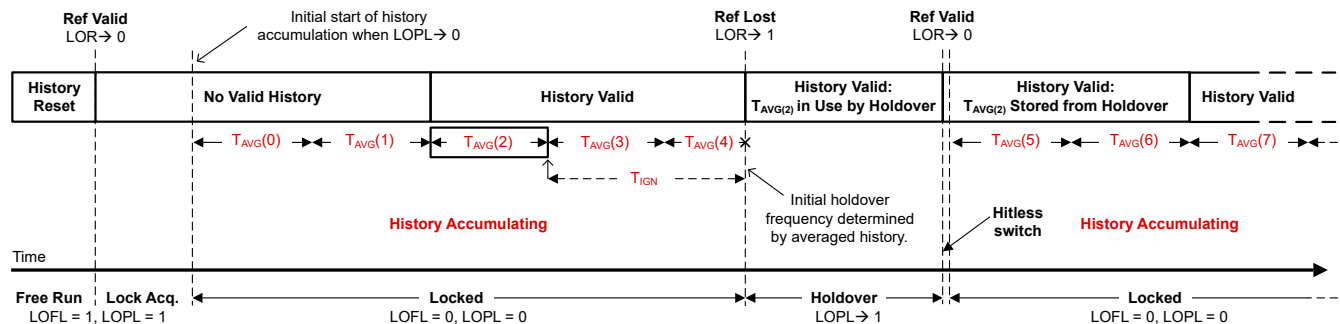 Ref Valid
LOR→ 0
Initial start of history
accumulation when LOPL→ 0
Ref Lost
LOR→ 1
Ref Valid
LOR→ 0
History
Reset
No Valid History
History Valid
History Valid:
TAVG(2) in Use by Holdover
History Valid:
TAVG(2) Stored from Holdover
History Valid
TAVG(0)
TAVG(1)
TAVG(2)
TAVG(3)
TAVG(4)
TAVG(5)
TAVG(6)
TAVG(7)
TIGN
Initial holdover
frequency determined
by averaged history.
History Accumulating
Hitless
switch
History Accumulating
Time
Free Run
Lock Acq.
LOFL = 1, LOPL = 1
Locked
LOFL = 0, LOPL = 0
Holdover
LOPL→ 1
Locked
LOFL = 0, LOPL = 0